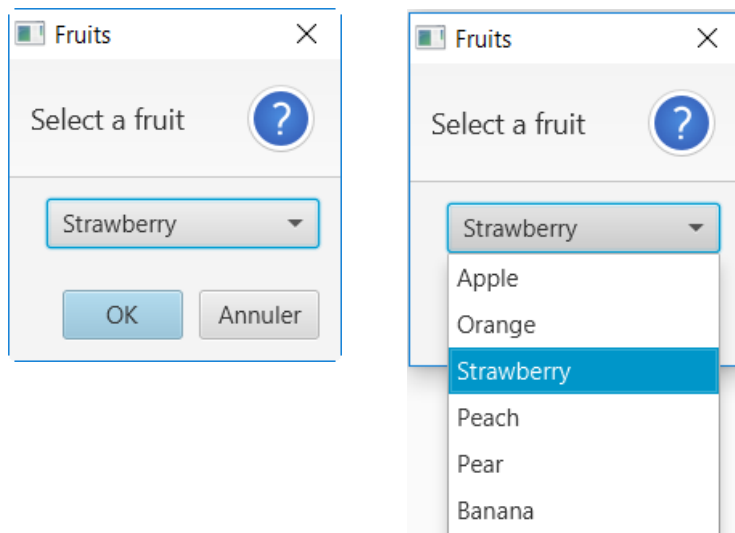 Fruits
Select a fruit
?
Strawberry
OK Annuler
Fruits
Select a fruit
?
Strawberry
Apple
Orange
Strawberry
Peach
Pear
Banana